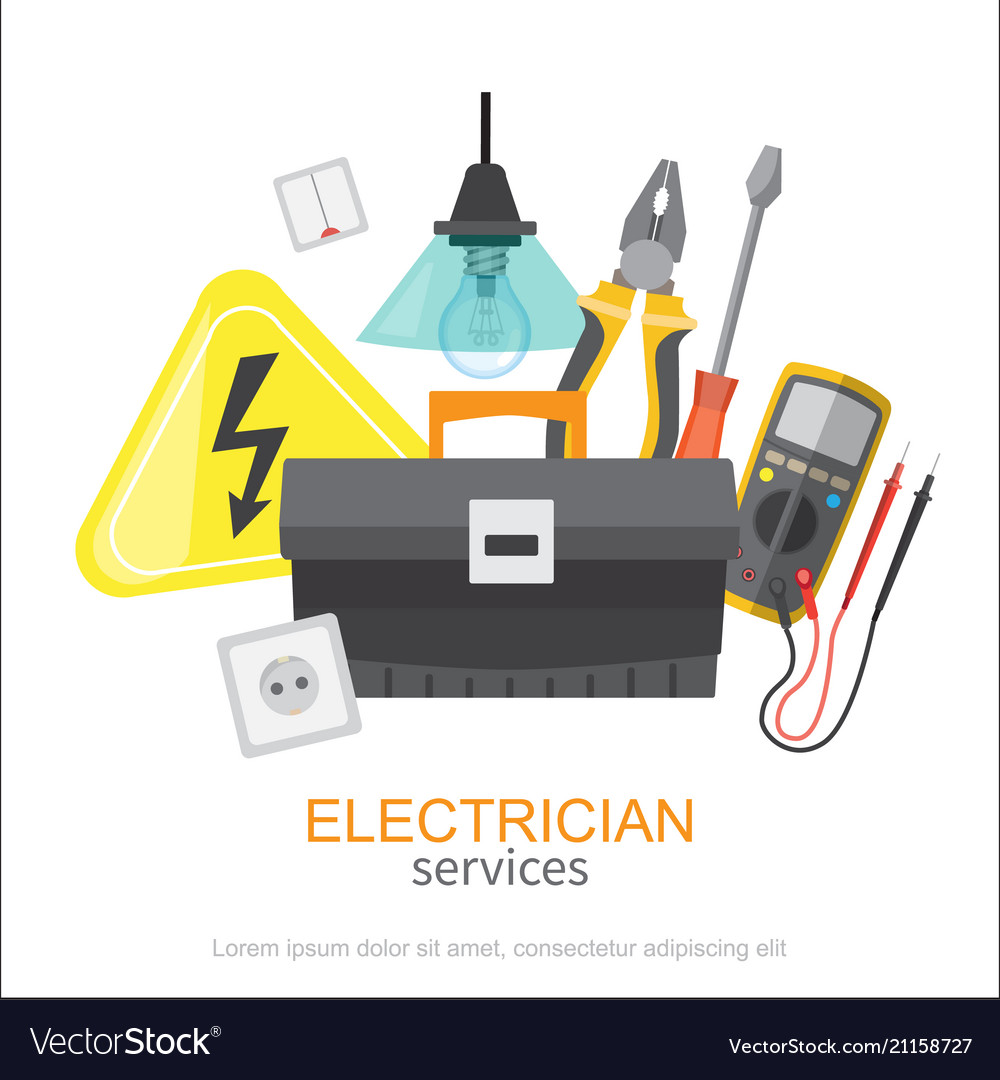 ELECTRICIAN
services
Lorem ipsum dolor sit amet, consectetur adipiscing elit
VectorStock® VectorStock.com/21158727